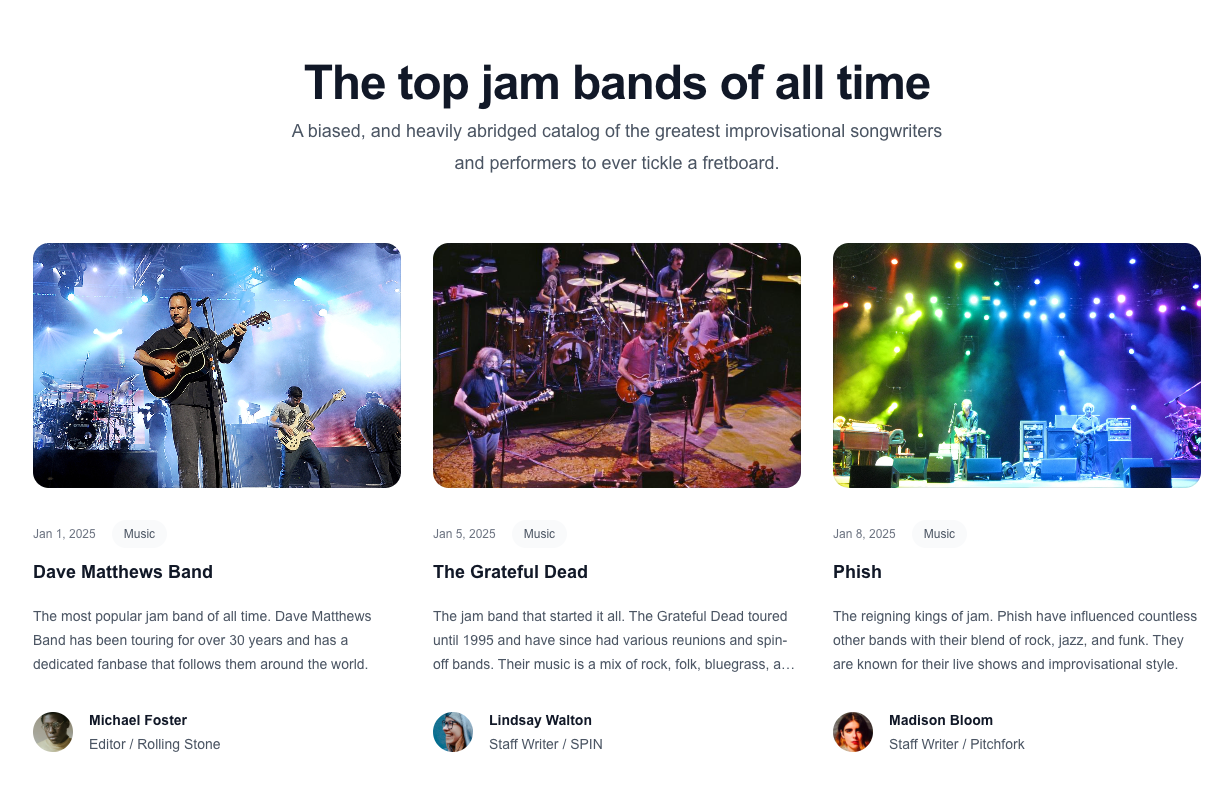 The top jam bands of all time
A biased, and heavily abridged catalog of the greatest improvisational songwriters
and performers to ever tickle a fretboard.
Jan 1, 2025 Music
Dave Matthews Band
The most popular jam band of all time. Dave Matthews
Band has been touring for over 30 years and has a
dedicated fanbase that follows them around the world.
Michael Foster
Editor / Rolling Stone
Jan 5, 2025 Music
The Grateful Dead
The jam band that started it all. The Grateful Dead toured
until 1995 and have since had various reunions and spin-
off bands. Their music is a mix of rock, folk, bluegrass, a…
Lindsay Walton
Staff Writer / SPIN
Jan 8, 2025 Music
Phish
The reigning kings of jam. Phish have influenced countless
other bands with their blend of rock, jazz, and funk. They
are known for their live shows and improvisational style.
Madison Bloom
Staff Writer / Pitchfork